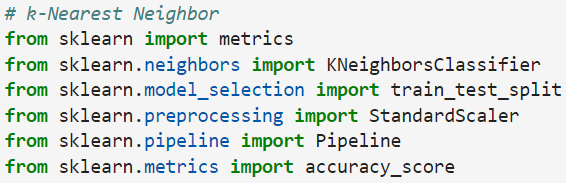 # k-Nearest Neighbor
from sklearn import metrics
from sklearn.neighbors import KNeighborsClassifier
from sklearn.model_selection import train_test_split
from sklearn.preprocessing import StandardScaler
from sklearn.pipeline import Pipeline
from sklearn.metrics import accuracy_score